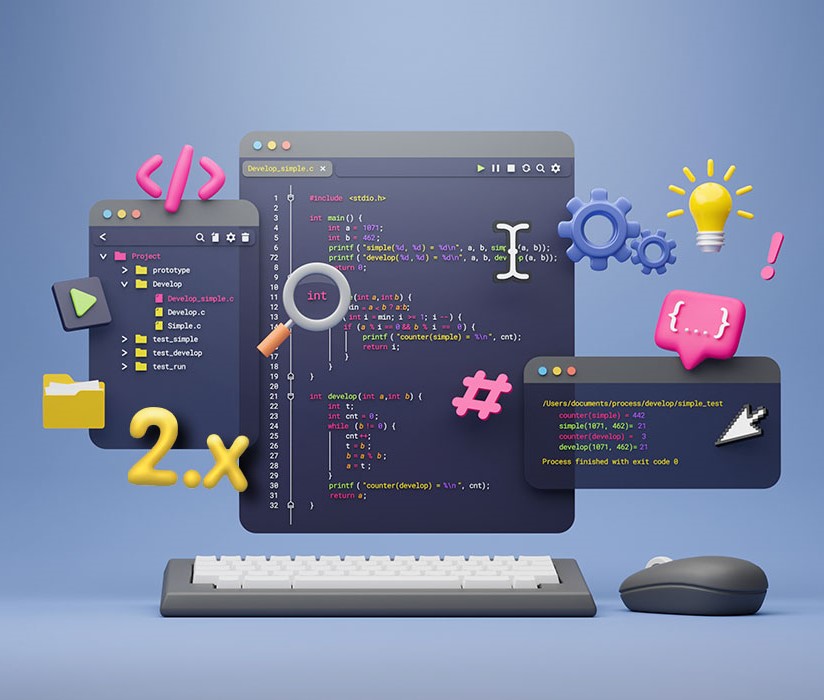 </>
Develop_simple.c ×
1 #include <stdio.h>
2
3 int main() {
4 int a = 1071;
5 int b = 462;
6 printf ("simple(%d, %d) = %d\n", a, b, (a, b));
72 printf ("develop(%d, %d) = %d\n", a, b, (a, b));
8 return 0;
9
int
11 (int a,int b) {
12 = a < b ? a:b;
13 int i = min; i >= 1; i --) {
14 if (a % i == 0 && b % i == 0) {
printf ("counter(simple) = %\n", cnt);
return i;
17 }
18 }
19 }
20
21 int develop(int a,int b) {
22 int t;
23 int cnt = 0;
24 while (b != 0) {
25 cnt++;
26 t = b;
27 b = a % b;
28 a = t;
29 }
30 printf ("counter(develop) = %\n", cnt);
31 return a;
32 }
<
Project
prototype
Develop
Develop_simple.c
Develop.c
Simple.c
test_simple
test_develop
test_run
2.x
#
!
{...}
/Users/documents/process/develop/simple_test
counter(simple) = 442
simple(1071, 462)= 21
counter(develop) = 3
develop(1071, 462)= 21
Process finished with exit code 0